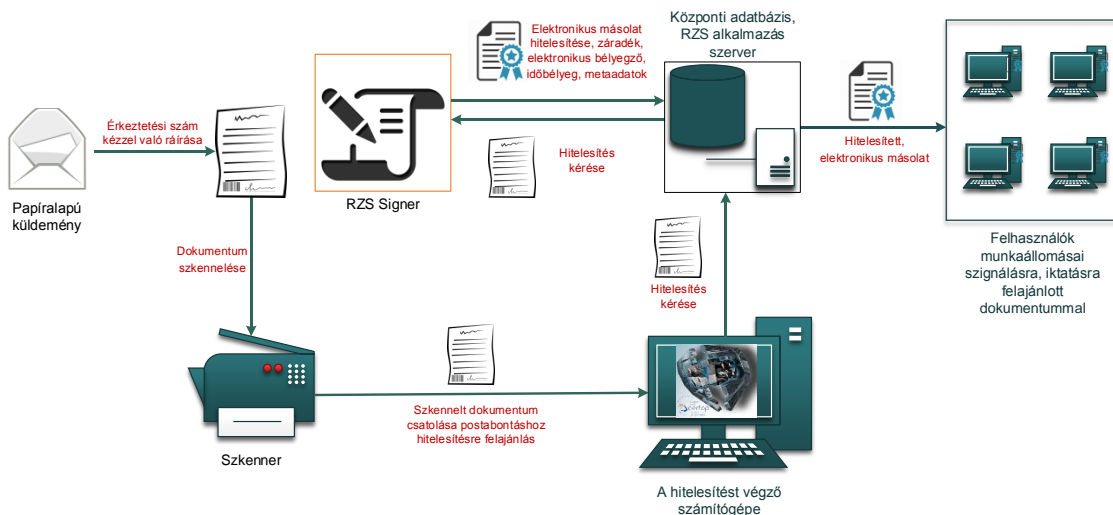 Elektronikus másolat
hitelesítése, záradék,
elektronikus bélyegző,
időbélyeg, metaadatok
Központi adatbázis,
RZS alkalmazás
szerver
Érkeztetési szám
kézzel való ráírása
Hitelesítés
kérése
Hitelesített,
elektronikus másolat
Papíralapú
küldemény
RZS Signer
Dokumentum
szkennelése
Hitelesítés
kérése
Felhasználók
munkaállomásai
szignálásra, iktatásra
felajánlott
dokumentummal
Szkennelt dokumentum
csatolása postabontáshoz
hitelesítésre felajánlás
Szkenner
A hitelesítést végző
számítógépe